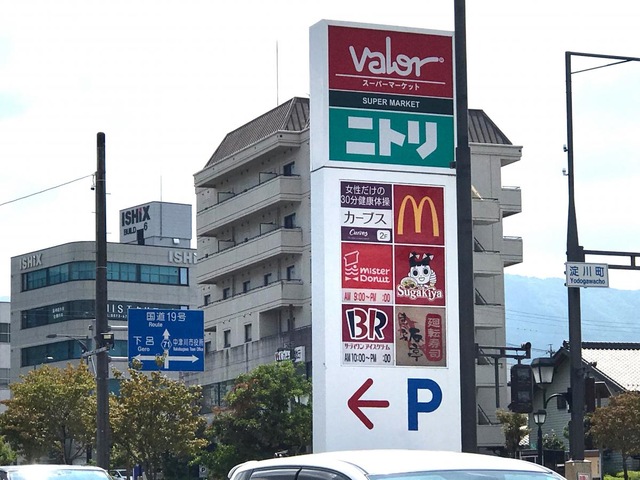 valor
スーパーマーケット
SUPER MARKET
ニトリ
女性だけの
30分健康体操
カーブス
Curves 2F
M
mister
Donut
AM 9:00~PM
Sugakiya
BR
サーティワン アイスクリーム
AM 10:00~PM
廻転寿司
P
ISHIX
BUILD
ISHIX
ISHIX
国道19号
Route
下呂
Gero
71
中津川市役所
Nakatsugawa City Office
淀川町
Yodogawacho